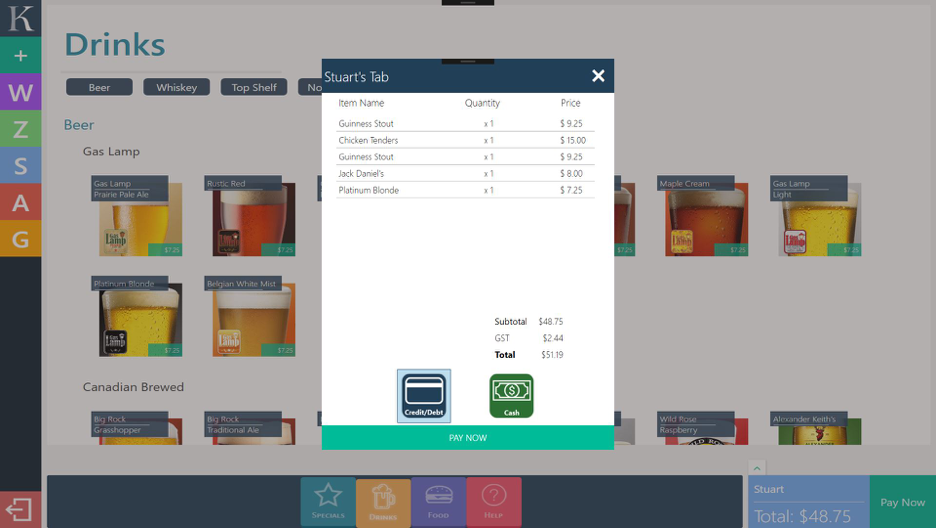 K
+
W
Z
S
A
G
Drinks
Beer
Whiskey
Top Shelf
No
Beer
Gas Lamp
Gas Lamp
Prairie Pale Ale
$7.25
Rustic Red
$7.25
$7.25
Maple Cream
$7.25
Gas Lamp
Light
$7.25
Platinum Blonde
$7.25
Belgian White Mist
$7.25
Canadian Brewed
Big Rock
Grasshopper
Big Rock
Traditional Ale
Wild Rose
Raspberry
Alexander Keith's
Stuart's Tab
Item Name Quantity Price
Guinness Stout x 1 $ 9.25
Chicken Tenders x 1 $ 15.00
Guinness Stout x 1 $ 9.25
Jack Daniel's x 1 $ 8.00
Platinum Blonde x 1 $ 7.25
Subtotal $48.75
GST $2.44
Total $51.19
Credit/Debt
Cash
PAY NOW
Specials
Drinks
Food
Help
Stuart
Total: $48.75
Pay Now